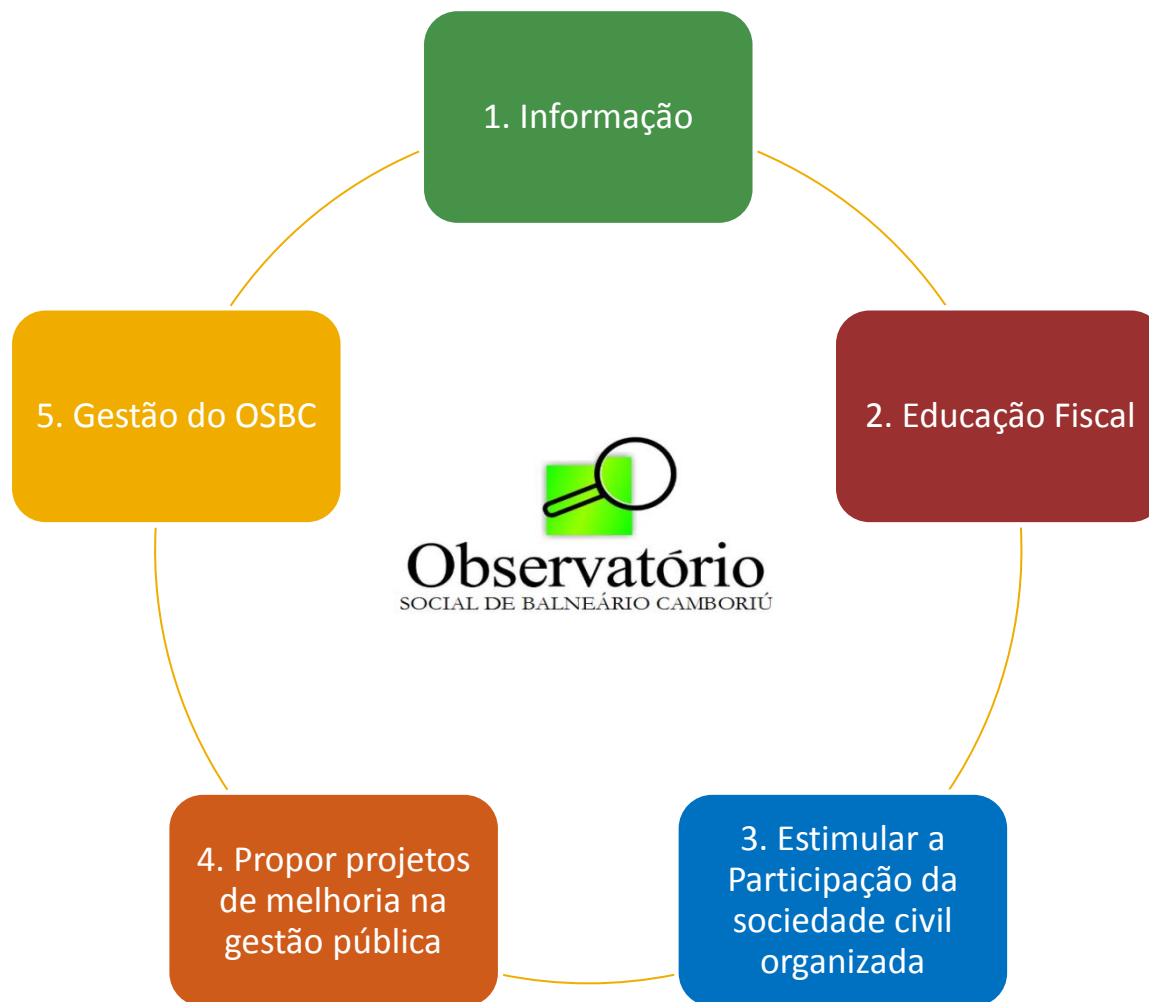 1. Informação
2. Educação Fiscal
3. Estimular a
Participação da
sociedade civil
organizada
4. Propor projetos
de melhoria na
gestão pública
5. Gestão do OSBC
Observatório
SOCIAL DE BALNEÁRIO CAMBORIÚ